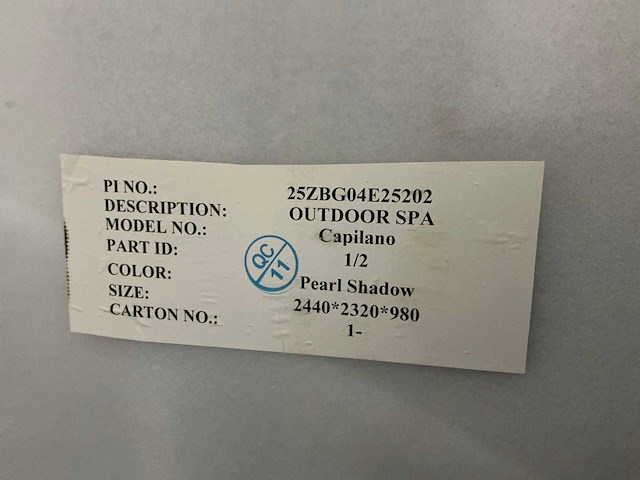 PI NO.: 25ZBG04E25202
DESCRIPTION: OUTDOOR SPA
MODEL NO.: Capilano
PART ID: 1/2
COLOR: Pearl Shadow
SIZE: 2440*2320*980
CARTON NO.: 1-
QC
11